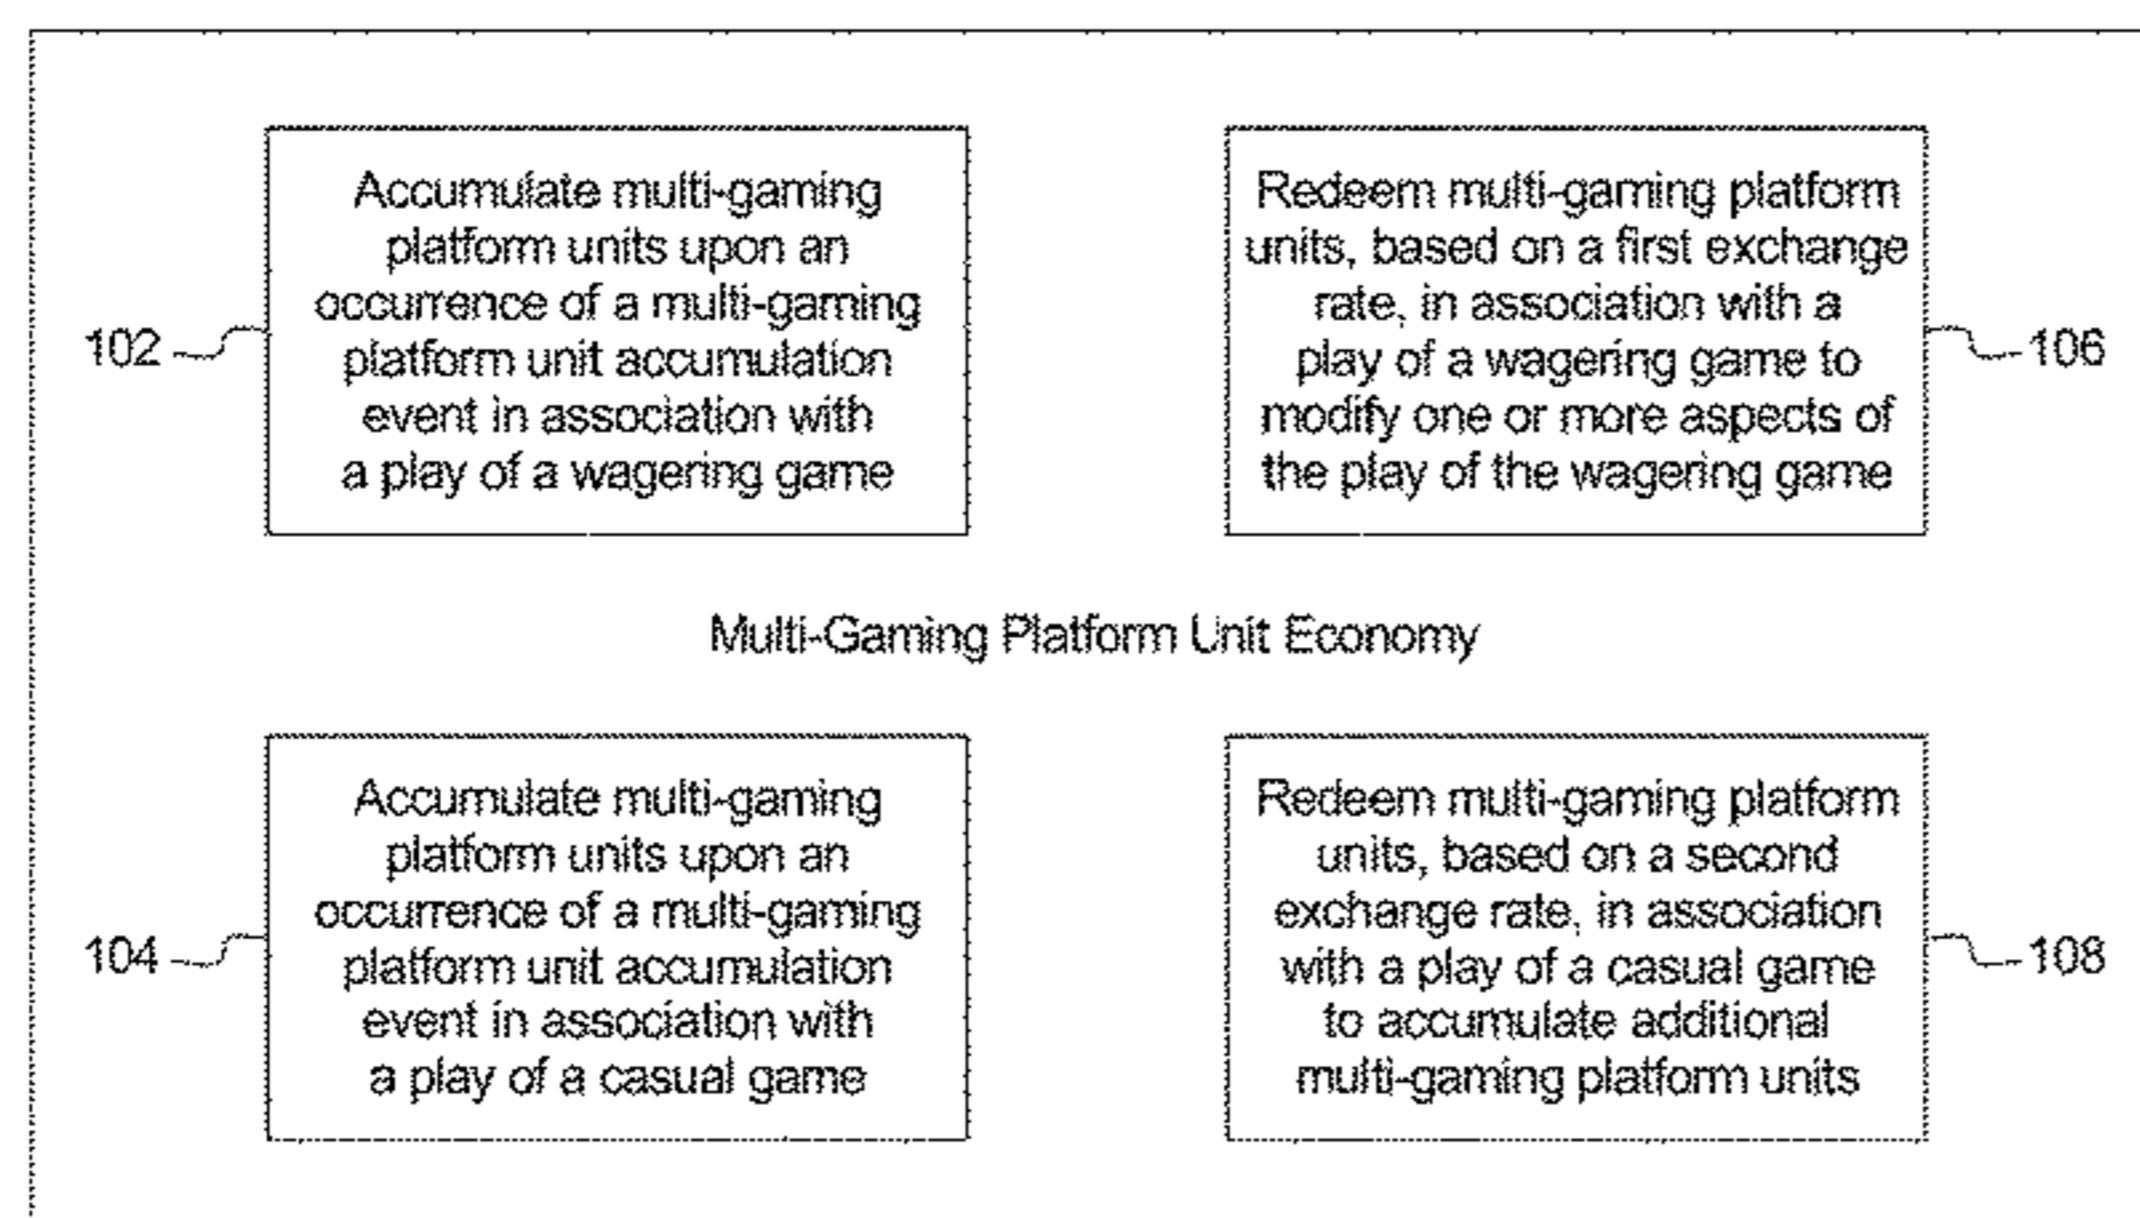 Accumulate multi-gaming
platform units upon an
occurrence of a multi-gaming
platform unit accumulation
event in association with
a play of a wagering game
102
Redeem multi-gaming platform
units, based on a first exchange
rate, in association with a
play of a wagering game to
modify one or more aspects of
the play of the wagering game
106
Multi-Gaming Platform Unit Economy
Accumulate multi-gaming
platform units upon an
occurrence of a multi-gaming
platform unit accumulation
event in association with
a play of a casual game
104
Redeem multi-gaming platform
units, based on a second
exchange rate, in association
with a play of a casual game
to accumulate additional
multi-gaming platform units
108